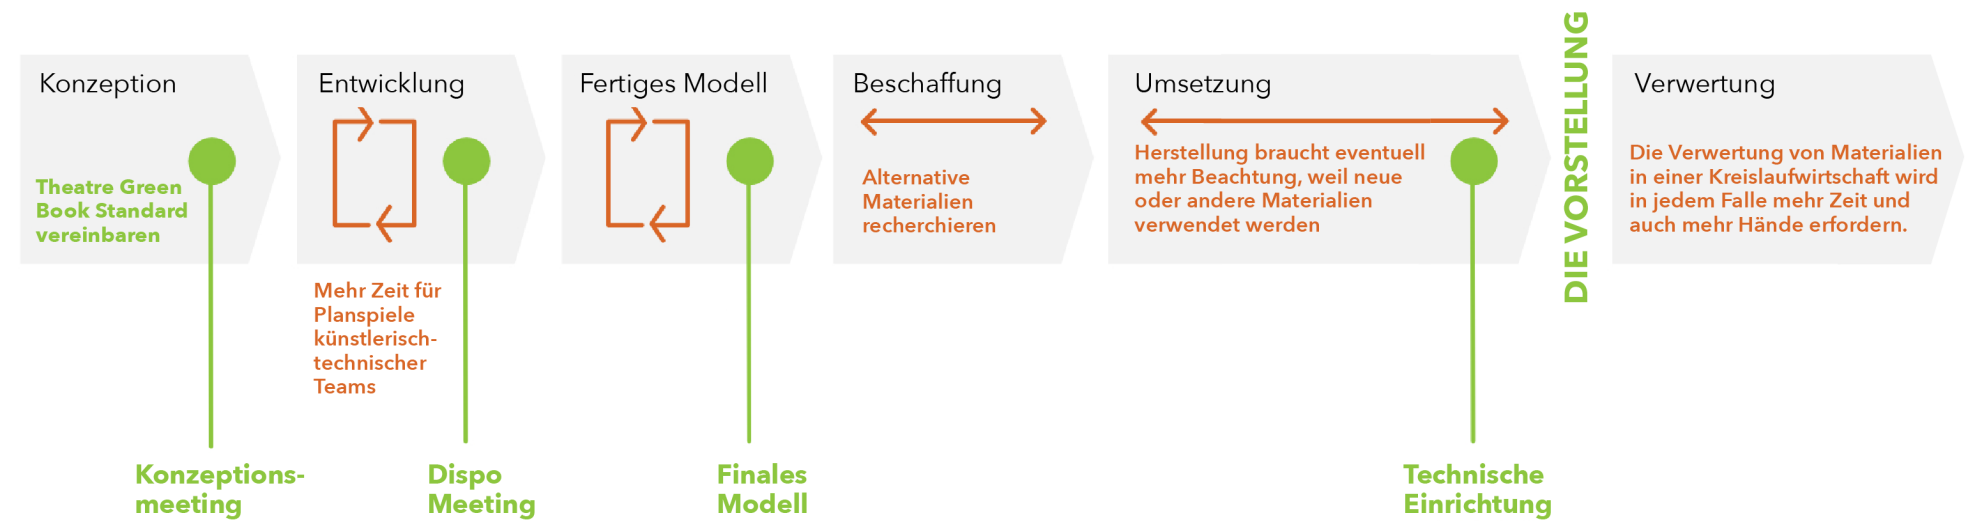 Konzeption
Theatre Green
Book Standard
vereinbaren
Konzeptions-
meeting
Entwicklung
Mehr Zeit für
Planspiele
künstlerisch-
technischer
Teams
Dispo
Meeting
Fertiges Modell
Finales
Modell
Beschaffung
Alternative
Materialien
recherchieren
Umsetzung
Herstellung braucht eventuell
mehr Beachtung, weil neue
oder andere Materialien
verwendet werden
Technische
Einrichtung
DIE VORSTELLUNG
Verwertung
Die Verwertung von Materialien
in einer Kreislaufwirtschaft wird
in jedem Falle mehr Zeit und
auch mehr Hände erfordern.